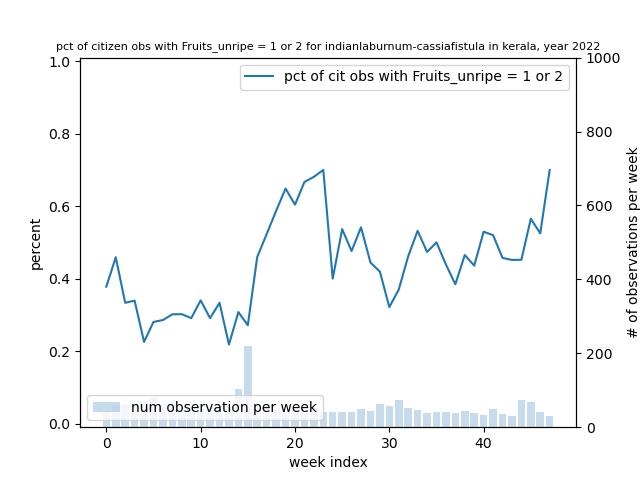 pct of citizen obs with Fruits_unripe = 1 or 2 for indianlaburnum-cassiafistula in kerala, year 2022
pct of cit obs with Fruits_unripe = 1 or 2
1.0
0.8
0.6
0.4
0.2
0.0
percent
1000
800
600
400
200
0
# of observations per week
num observation per week
0
10
20
30
40
week index